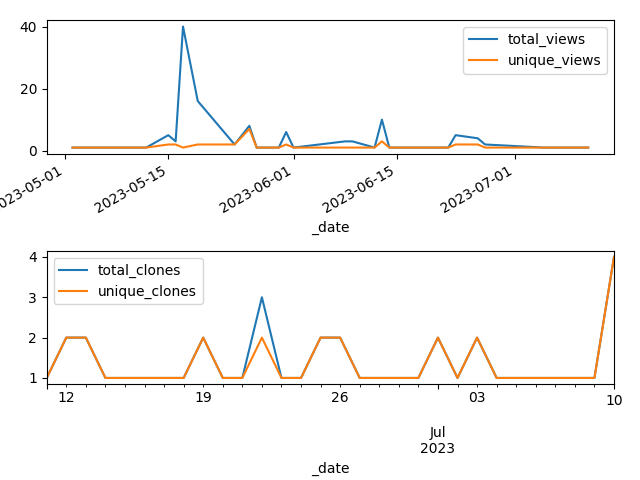 40
20
0
total_views
unique_views
2023-05-01
2023-05-15
2023-06-01
2023-06-15
2023-07-01
_date
4
3
2
1
total_clones
unique_clones
12
19
26
03
10
Jul
2023
_date